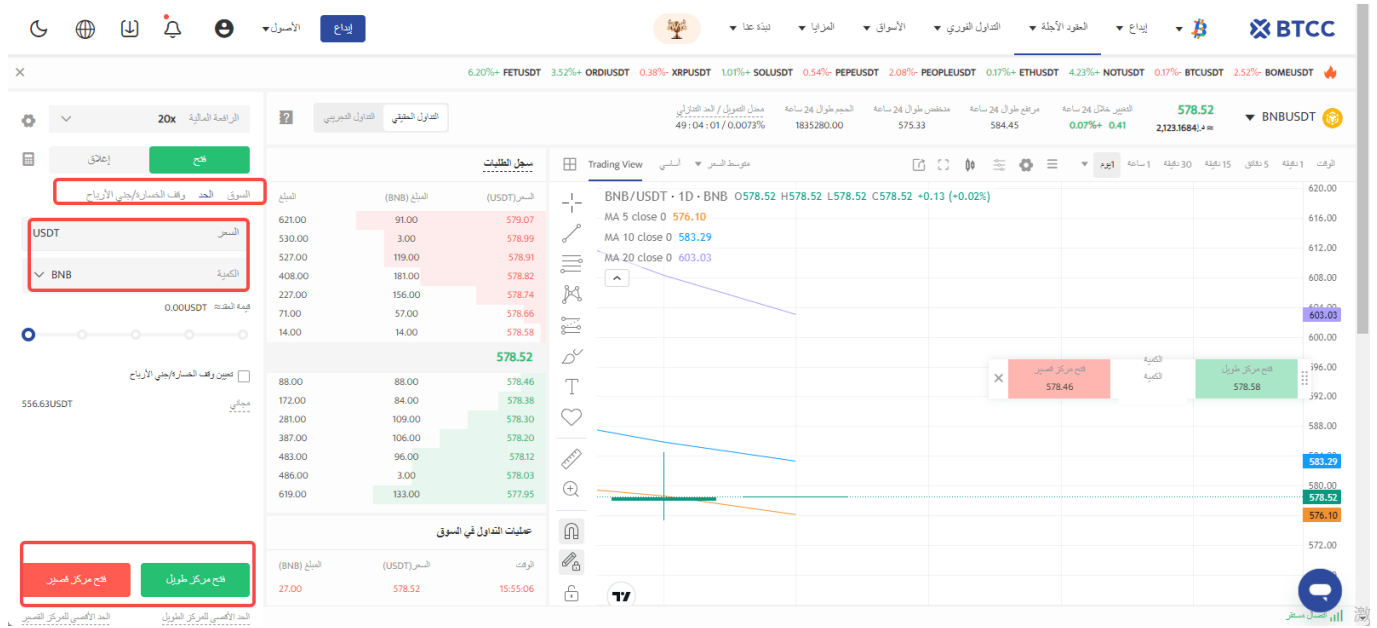 BTCC
إيداع
العقود الآجلة
التداول الفوري
الأسواق
المزايا
نبذة عنا
إيداع
الأصول
BOMEUSDT -2.52%
BTCUSDT -0.17%
NOTUSDT +4.23%
ETHUSDT +0.17%
PEOPLEUSDT -2.08%
PEPEUSDT -0.54%
SOLUSDT +1.01%
XRPUSDT -0.38%
ORDIUSDT +3.52%
FETUSDT +6.20%
BNBUSDT
578.52
≈ د.إ2,123.1684
التغيير خلال 24 ساعة
0.41 +0.07%
مرتفع طوال 24 ساعة
584.45
منخفض طوال 24 ساعة
575.33
الحجم طوال 24 ساعة
1835280.00
معدل التمويل / العد التنازلي
0.0073% / 01 : 04 : 49
التداول الحقيقي
التداول التجريبي
الرافعة المالية 20x
فتح
إغلاق
السوق الحد وقف الخسارة/جني الأرباح
السعر USDT
الكمية BNB
قيمة العقد≈ 0.00USDT
تعيين وقف الخسارة/جني الأرباح
مجاني 556.63USDT
فتح مركز طويل
فتح مركز قصير
الحد الأقصى للمركز الطويل
الحد الأقصى للمركز القصير
سجل الطلبات
السعر(USDT) المبلغ (BNB) المبلغ
579.07 91.00 621.00
578.99 3.00 530.00
578.91 119.00 527.00
578.82 181.00 408.00
578.74 156.00 227.00
578.66 57.00 71.00
578.58 14.00 14.00
578.52
578.46 88.00 88.00
578.38 84.00 172.00
578.30 109.00 281.00
578.20 106.00 387.00
578.12 96.00 483.00
578.03 3.00 486.00
577.95 133.00 619.00
عمليات التداول في السوق
الوقت السعر(USDT) المبلغ (BNB)
15:55:06 578.52 27.00
الوقت 1دقيقة 5 دقائق 15 دقيقة 30 دقيقة 1 ساعة 1يوم
متوسط السعر
أساسي
Trading View
BNB/USDT · 1D · BNB O578.52 H578.52 L578.52 C578.52 +0.13 (+0.02%)
MA 5 close 0 576.10
MA 10 close 0 583.29
MA 20 close 0 603.03
فتح مركز طويل
578.58
الكمية
الكمية
فتح مركز قصير
578.46
620.00
616.00
612.00
608.00
603.03
600.00
596.00
592.00
588.00
583.29
580.00
578.52
576.10
572.00
اتصال مستقر